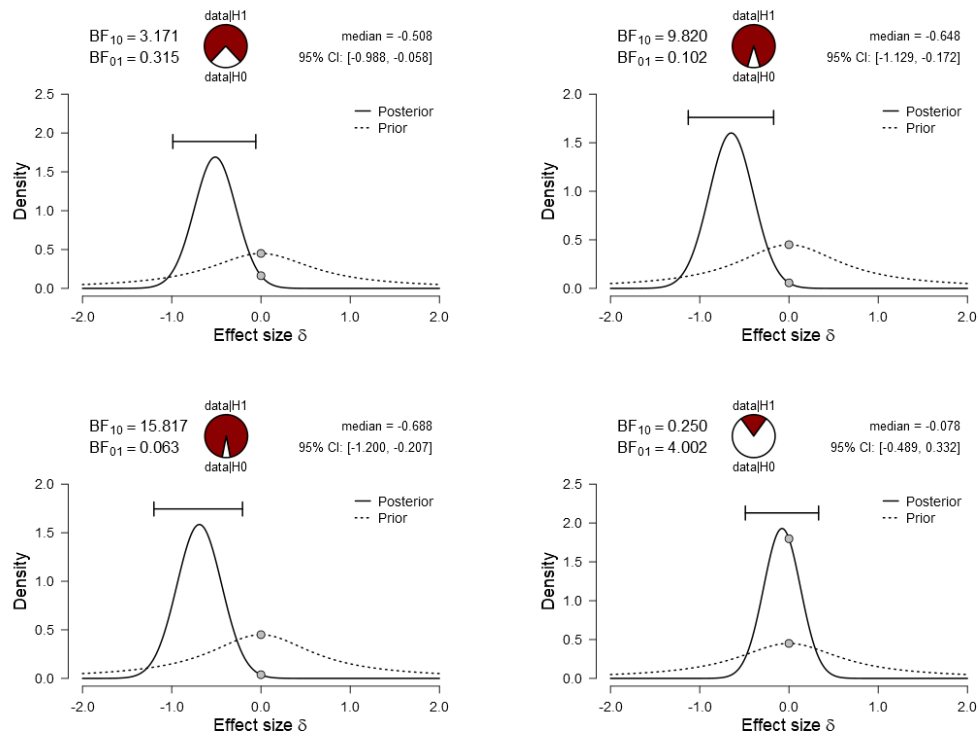 data|H1
BF10 = 3.171
BF01 = 0.315
median = -0.508
95% CI: [-0.988, -0.058]
data|H0
2.5
2.0
1.5
1.0
0.5
0.0
Density
Posterior
Prior
-2.0 -1.0 0.0 1.0 2.0
Effect size δ
data|H1
BF10 = 9.820
BF01 = 0.102
median = -0.648
95% CI: [-1.129, -0.172]
data|H0
2.0
1.5
1.0
0.5
0.0
Density
Posterior
Prior
-2.0 -1.0 0.0 1.0 2.0
Effect size δ
data|H1
BF10 = 15.817
BF01 = 0.063
median = -0.688
95% CI: [-1.200, -0.207]
data|H0
2.0
1.5
1.0
0.5
0.0
Density
Posterior
Prior
-2.0 -1.0 0.0 1.0 2.0
Effect size δ
data|H1
BF10 = 0.250
BF01 = 4.002
median = -0.078
95% CI: [-0.489, 0.332]
data|H0
2.5
2.0
1.5
1.0
0.5
0.0
Density
Posterior
Prior
-2.0 -1.0 0.0 1.0 2.0
Effect size δ